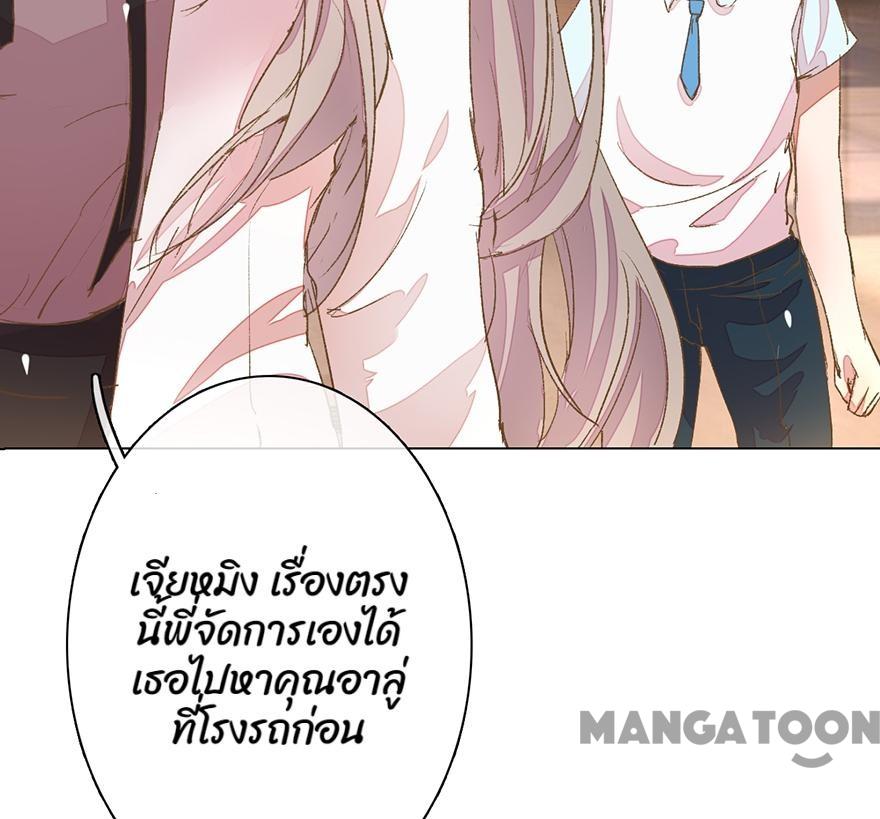 เจียหมิง เรื่องตรง
นี้พี่จัดการเองได้
เธอไปหาคุณอาลู่
ที่โรงรถก่อน
MANGATOON